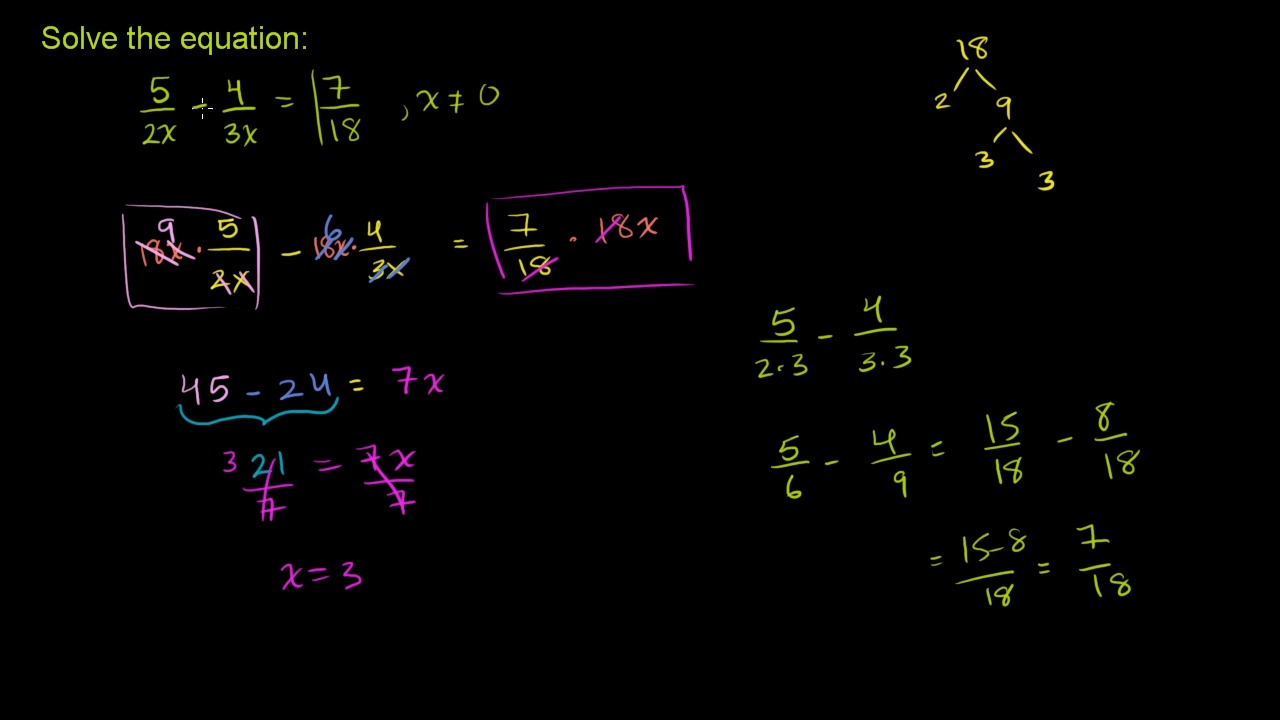 Solve the equation:
5/2x - 4/3x = 7/18 , x ≠ 0
18
2 9
3 3
9 6
18x · 5/2x - 18x · 4/3x = 7/18 · 18x
45 - 24 = 7x
3 21/7 = 7x/7
x = 3
5/2·3 - 4/3·3
5/6 - 4/9 = 15/18 - 8/18
= 15-8/18 = 7/18